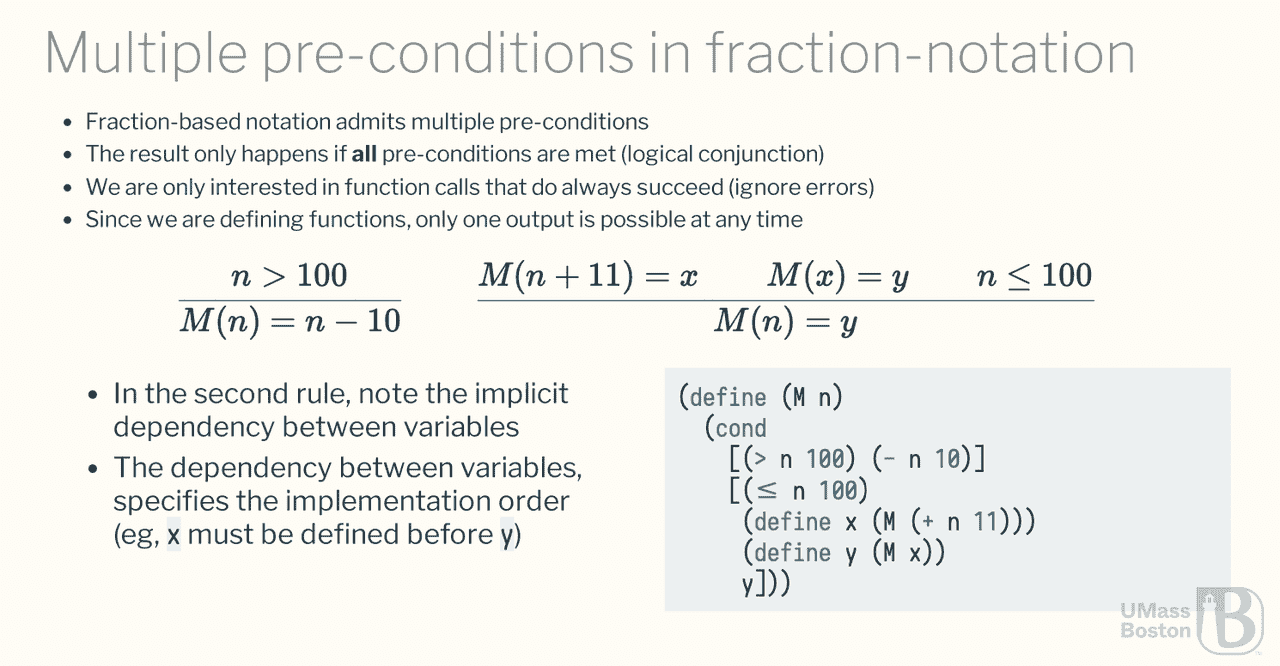 Multiple pre-conditions in fraction-notation
• Fraction-based notation admits multiple pre-conditions
• The result only happens if all pre-conditions are met (logical conjunction)
• We are only interested in function calls that do always succeed (ignore errors)
• Since we are defining functions, only one output is possible at any time
n > 100
M(n) = n − 10
M(n + 11) = x M(x) = y n ≤ 100
M(n) = y
• In the second rule, note the implicit
dependency between variables
• The dependency between variables,
specifies the implementation order
(eg, x must be defined before y)
(define (M n)
(cond
[(> n 100) (- n 10)]
[(≤ n 100)
(define x (M (+ n 11)))
(define y (M x))
y]))
UMass
Boston
B